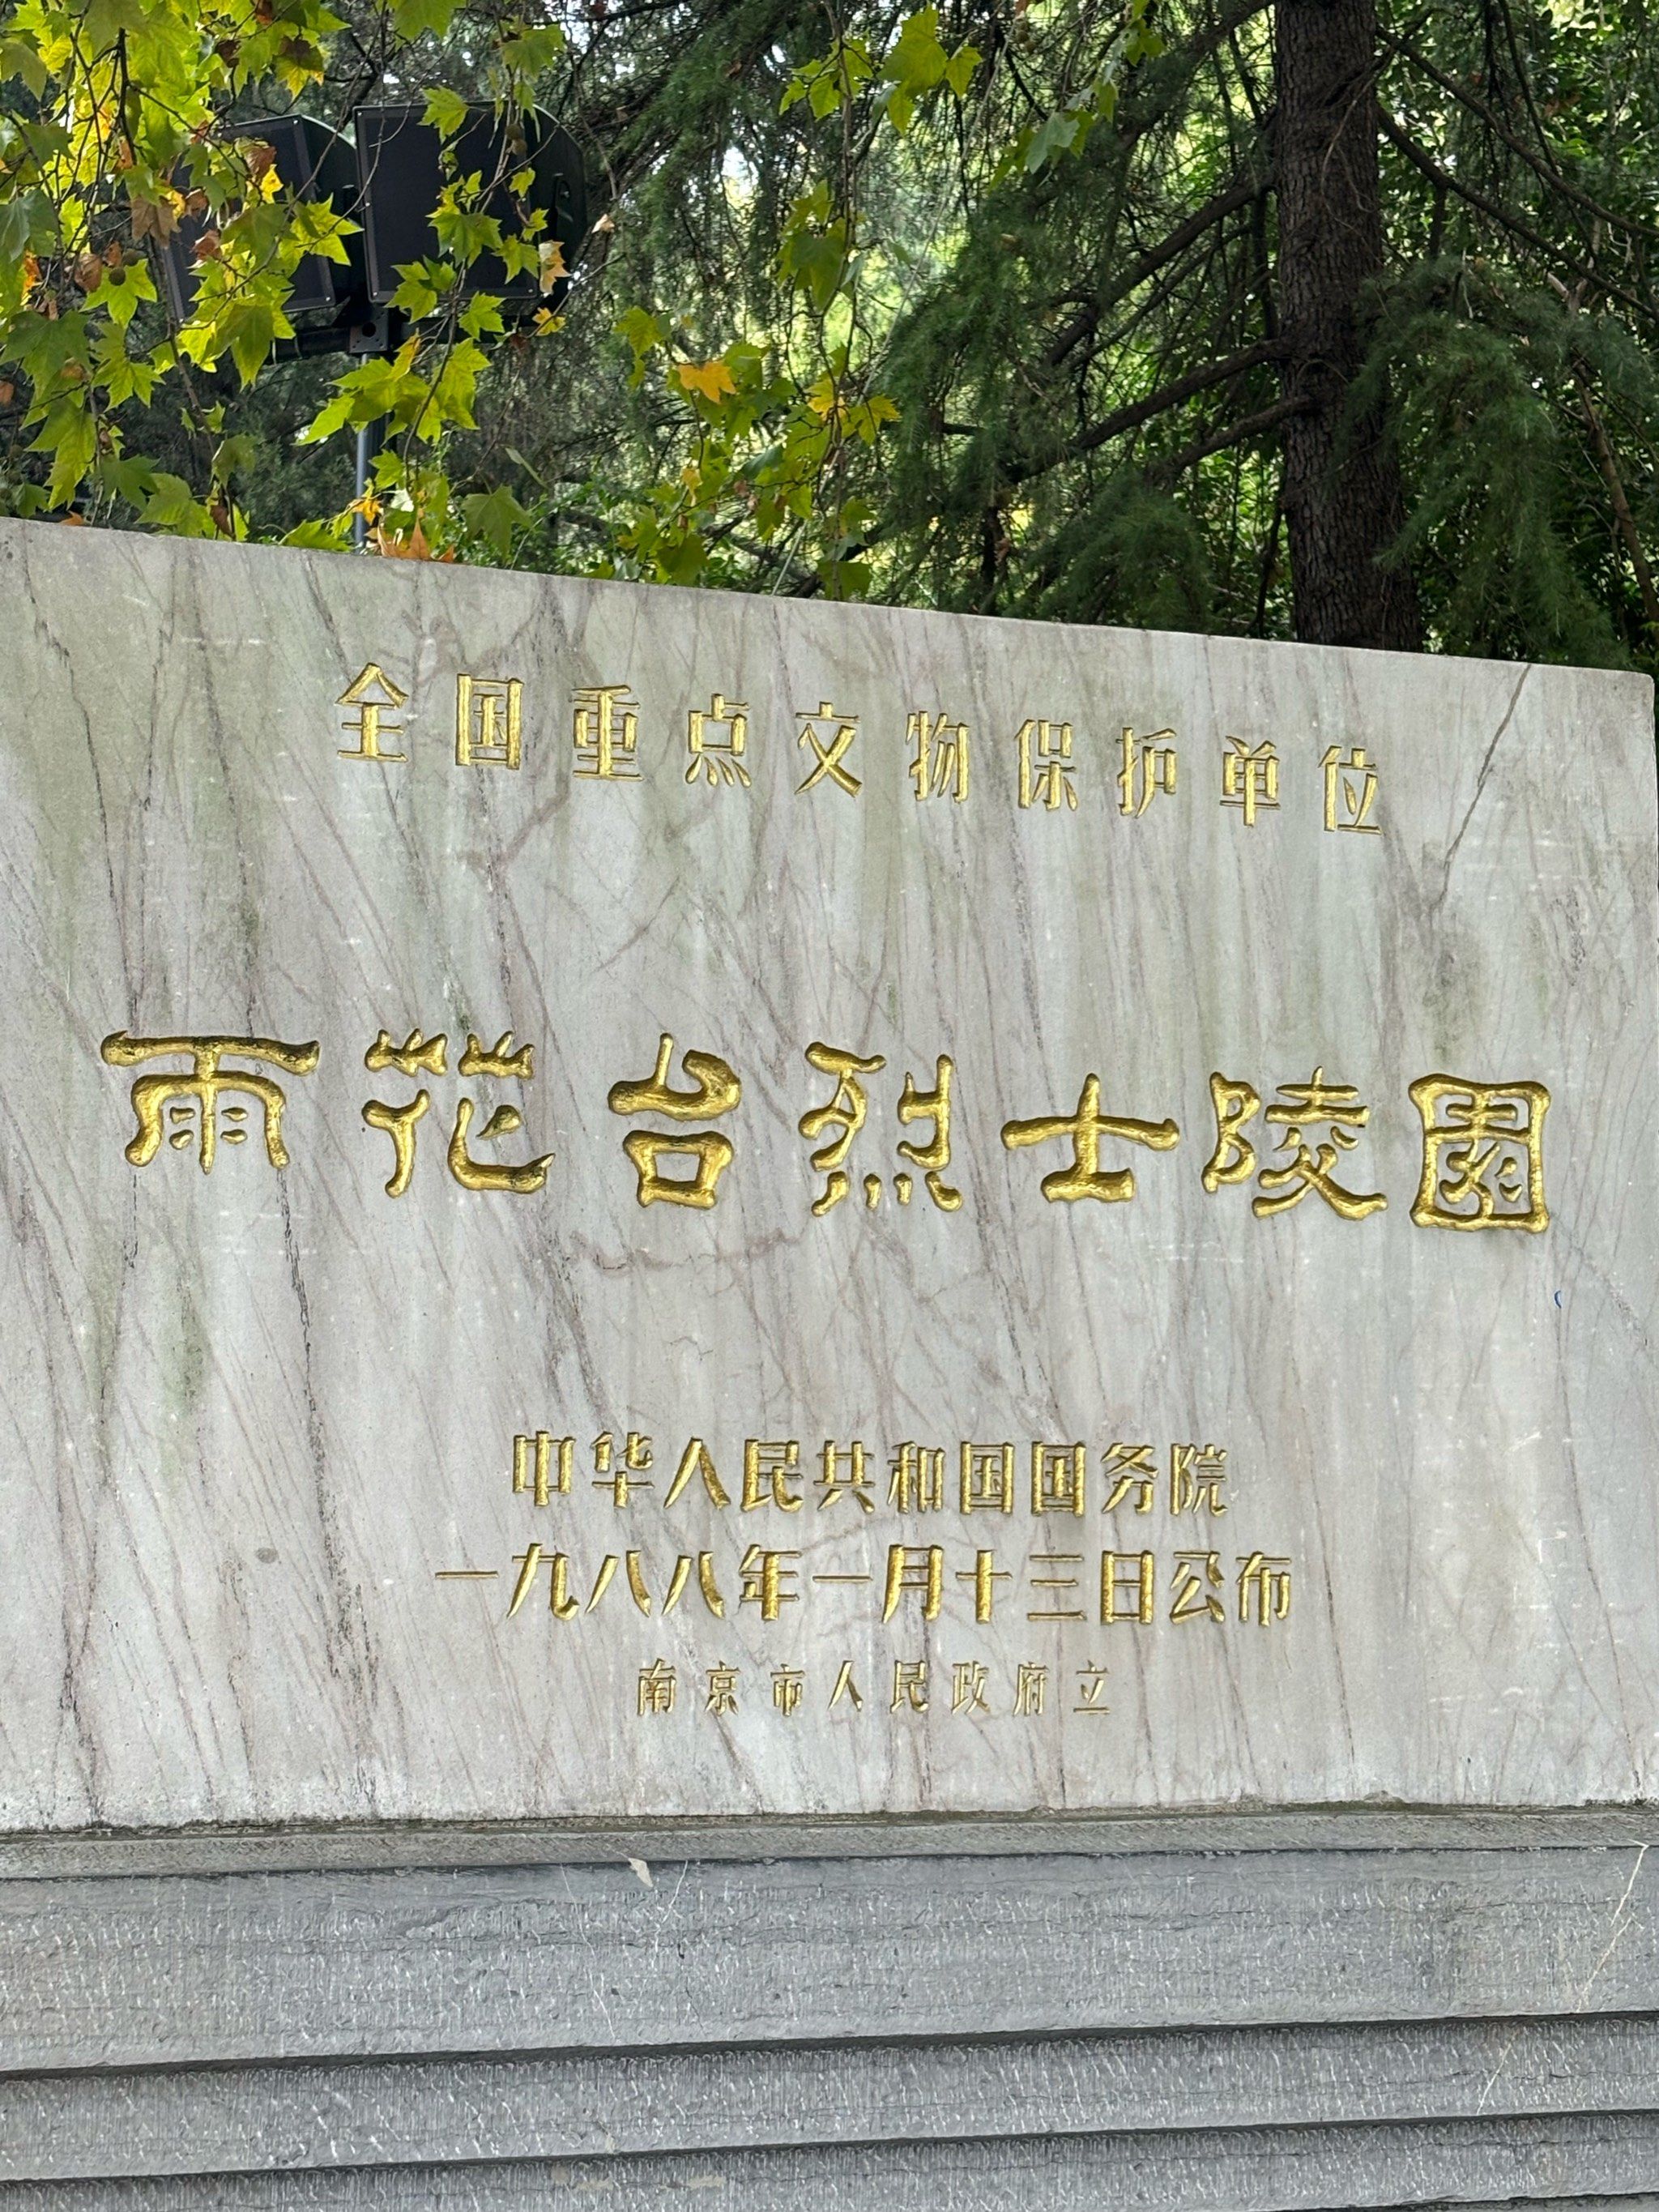 全国重点文物保护单位
雨花台烈士陵園
中华人民共和国国务院
一九八八年一月十三日公布
南京市人民政府立